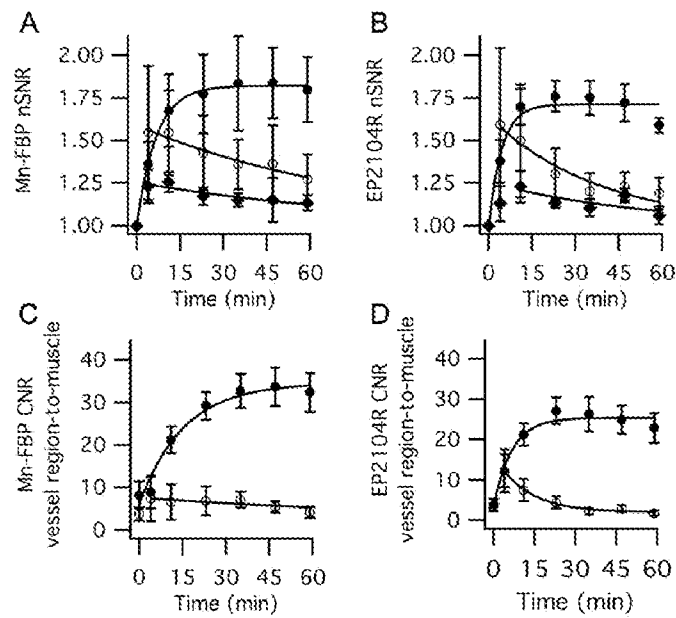 A
B
2.00
1.75
1.50
1.25
1.00
Mn-FBP nSNR
0 15 30 45 60
Time (min)
2.00
1.75
1.50
1.25
1.00
EP2104R nSNR
0 15 30 45 60
Time (min)
C
D
40
30
20
10
0
Mn-FBP CNR
vessel region-to-muscle
0 15 30 45 60
Time (min)
40
30
20
10
0
EP2104R CNR
vessel region-to-muscle
0 15 30 45 60
Time (min)